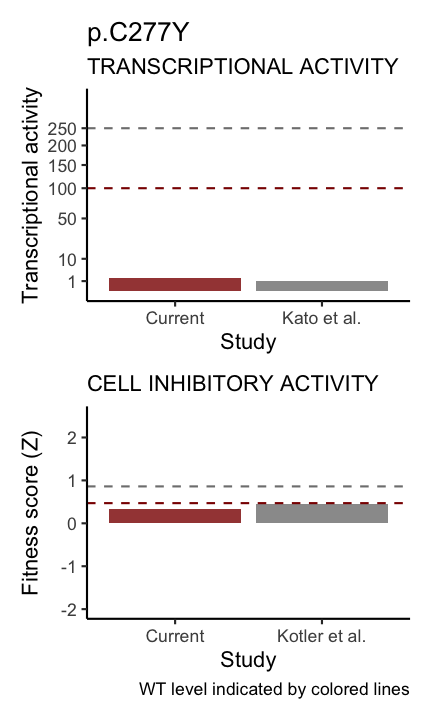 p.C277Y
TRANSCRIPTIONAL ACTIVITY
Transcriptional activity
250
200
150
100
50
10
1
Current
Kato et al.
Study
CELL INHIBITORY ACTIVITY
Fitness score (Z)
2
1
0
-1
-2
Current
Kotler et al.
Study
WT level indicated by colored lines